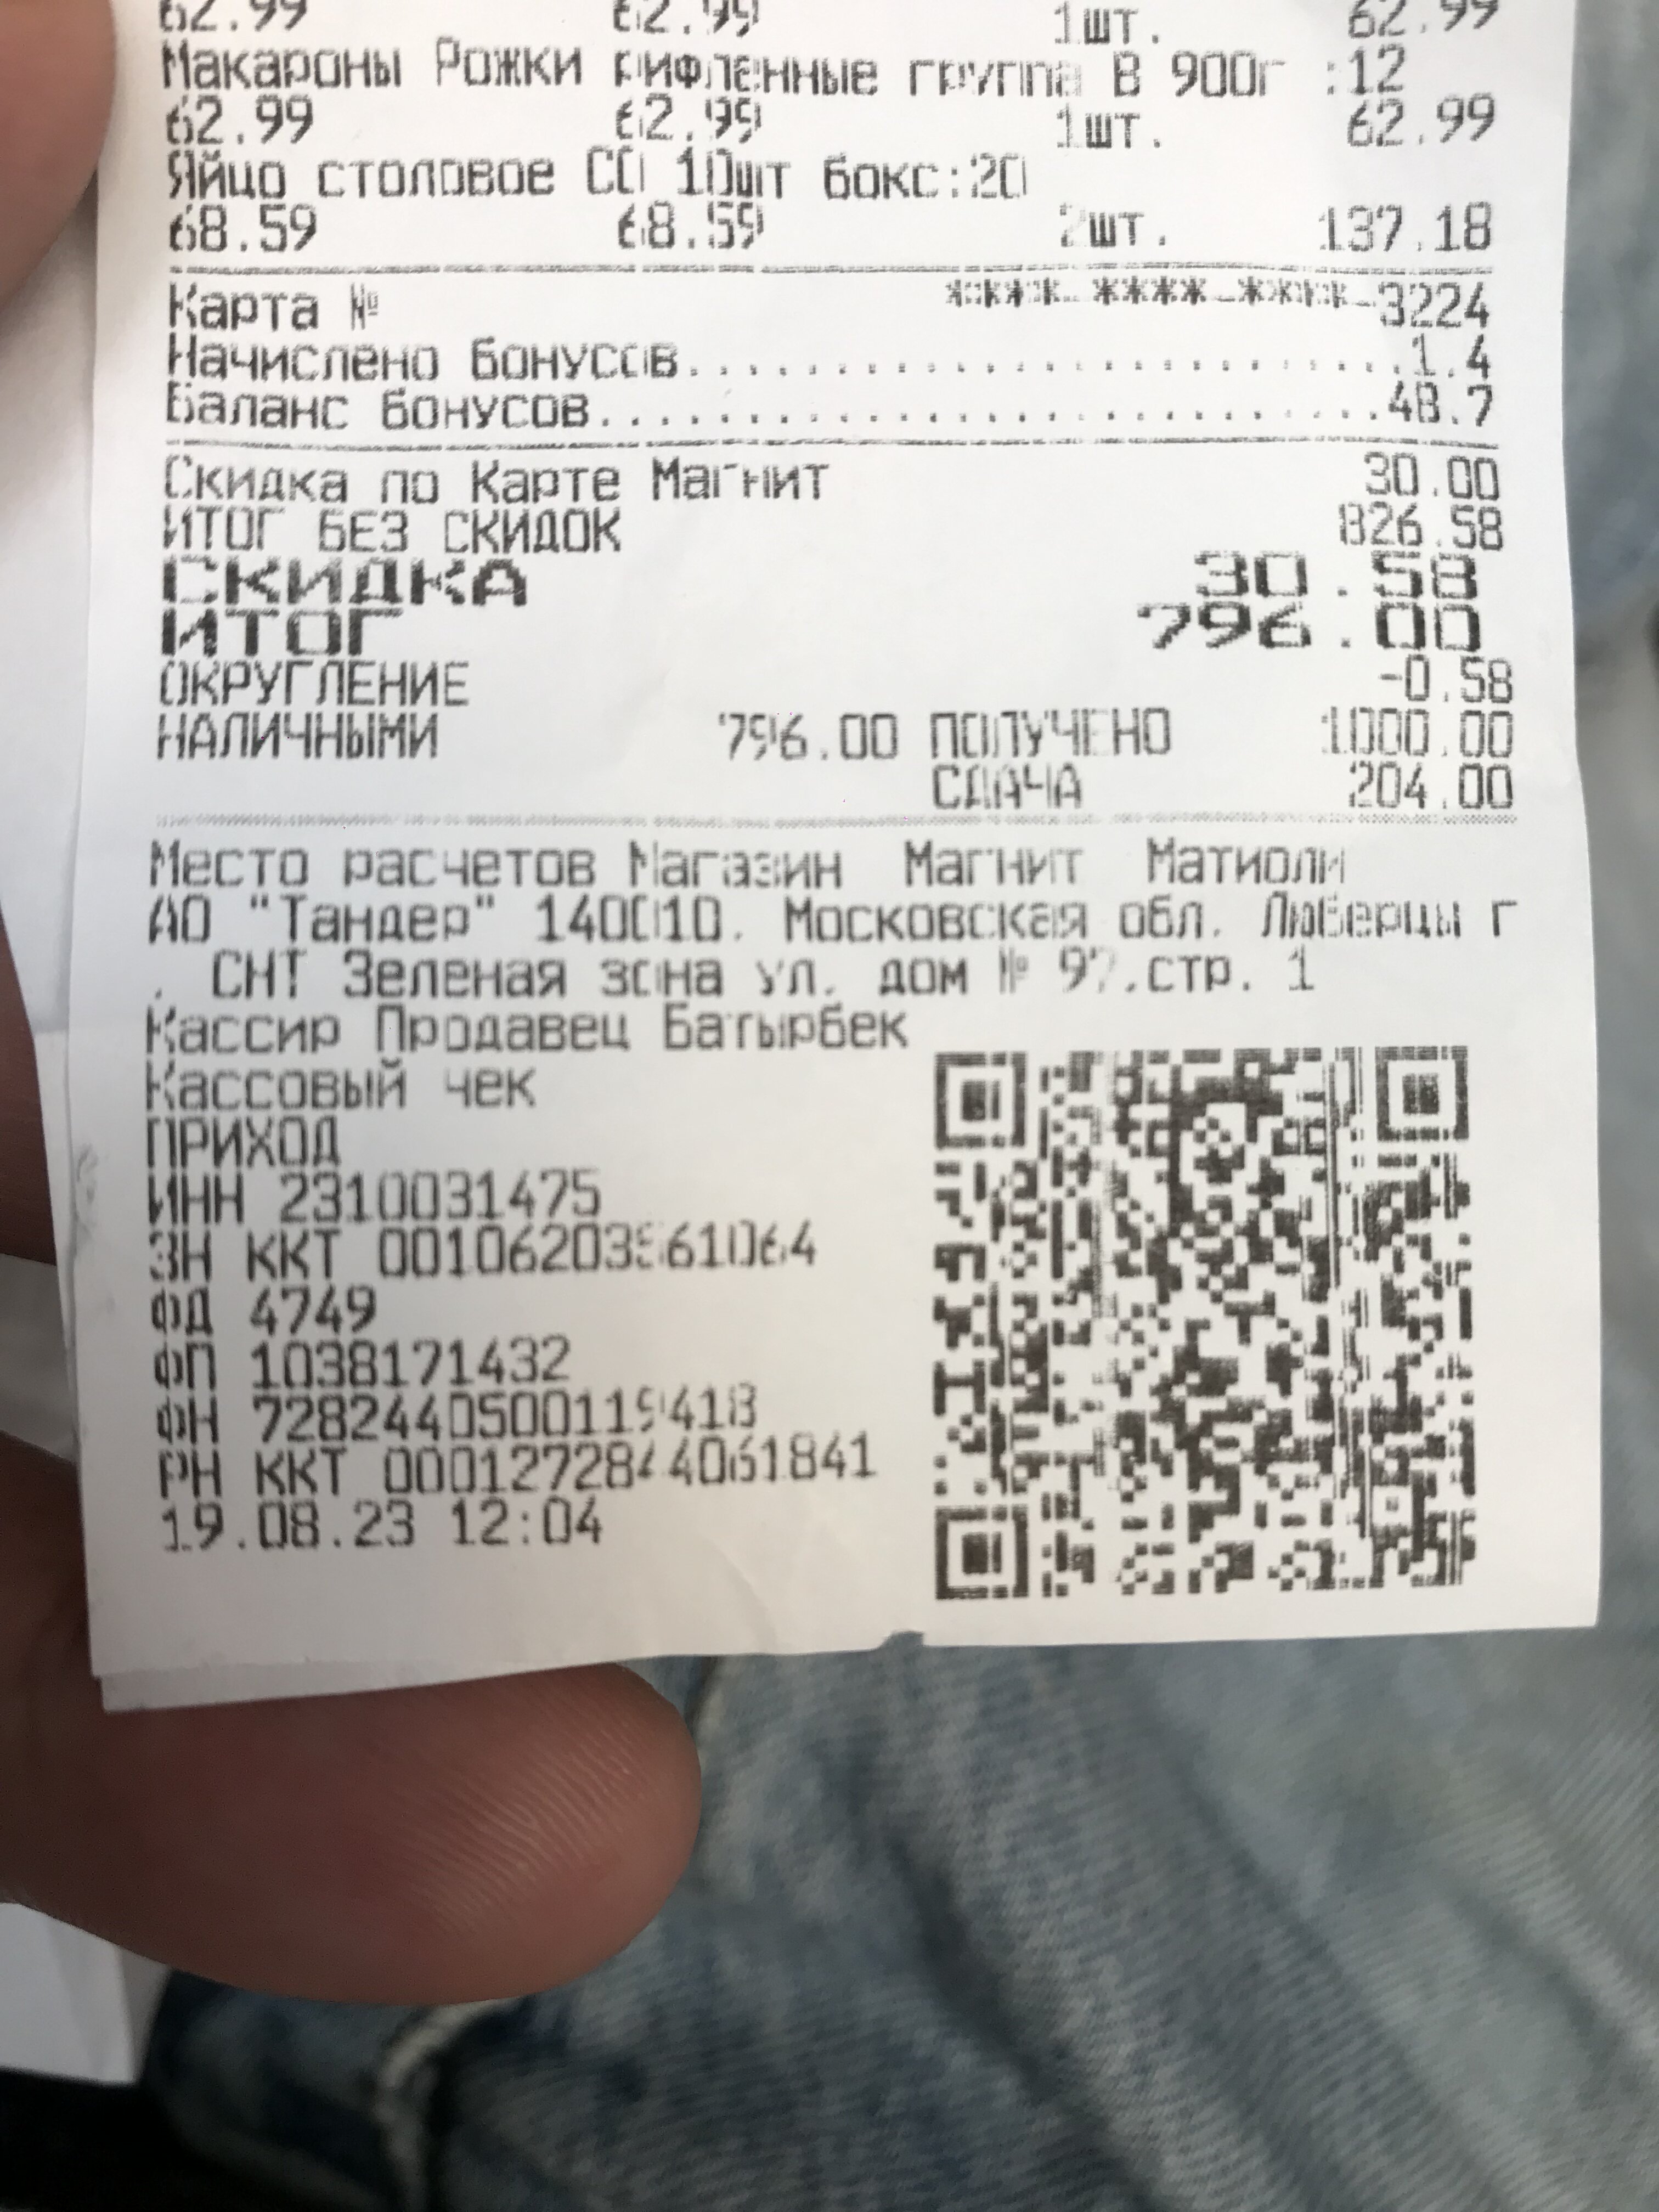 62.99 62.99 1шт. 62.99
Макароны Рожки рифленные группа В 900г :12
62.99 62.99 1шт. 62.99
Яйцо столовое СО 10шт бокс:20
68.59 68.59 2шт. 137.18
Карта № ****-****-****-3224
Начислено бонусов..............................1.4
Баланс бонусов.................................48.7
Скидка по Карте Магнит 30.00
ИТОГ БЕЗ СКИДОК 826.58
СКИДКА 30.58
ИТОГ 796.00
ОКРУГЛЕНИЕ -0.58
НАЛИЧНЫМИ 796.00 ПОЛУЧЕНО 1000.00
СДАЧА 204.00
Место расчетов Магазин Магнит Матиоли
АО "Тандер" 140010. Московская обл. Люберцы г
. СНТ Зеленая зона ул. дом № 97.стр. 1
Кассир Продавец Батырбек
Кассовый чек
ПРИХОД
ИНН 2310031475
ЗН ККТ
ФД 4749
ФП 1038171432
ФН 7282440500119418
РН ККТ 0001272844061841
19.08.23 12:04